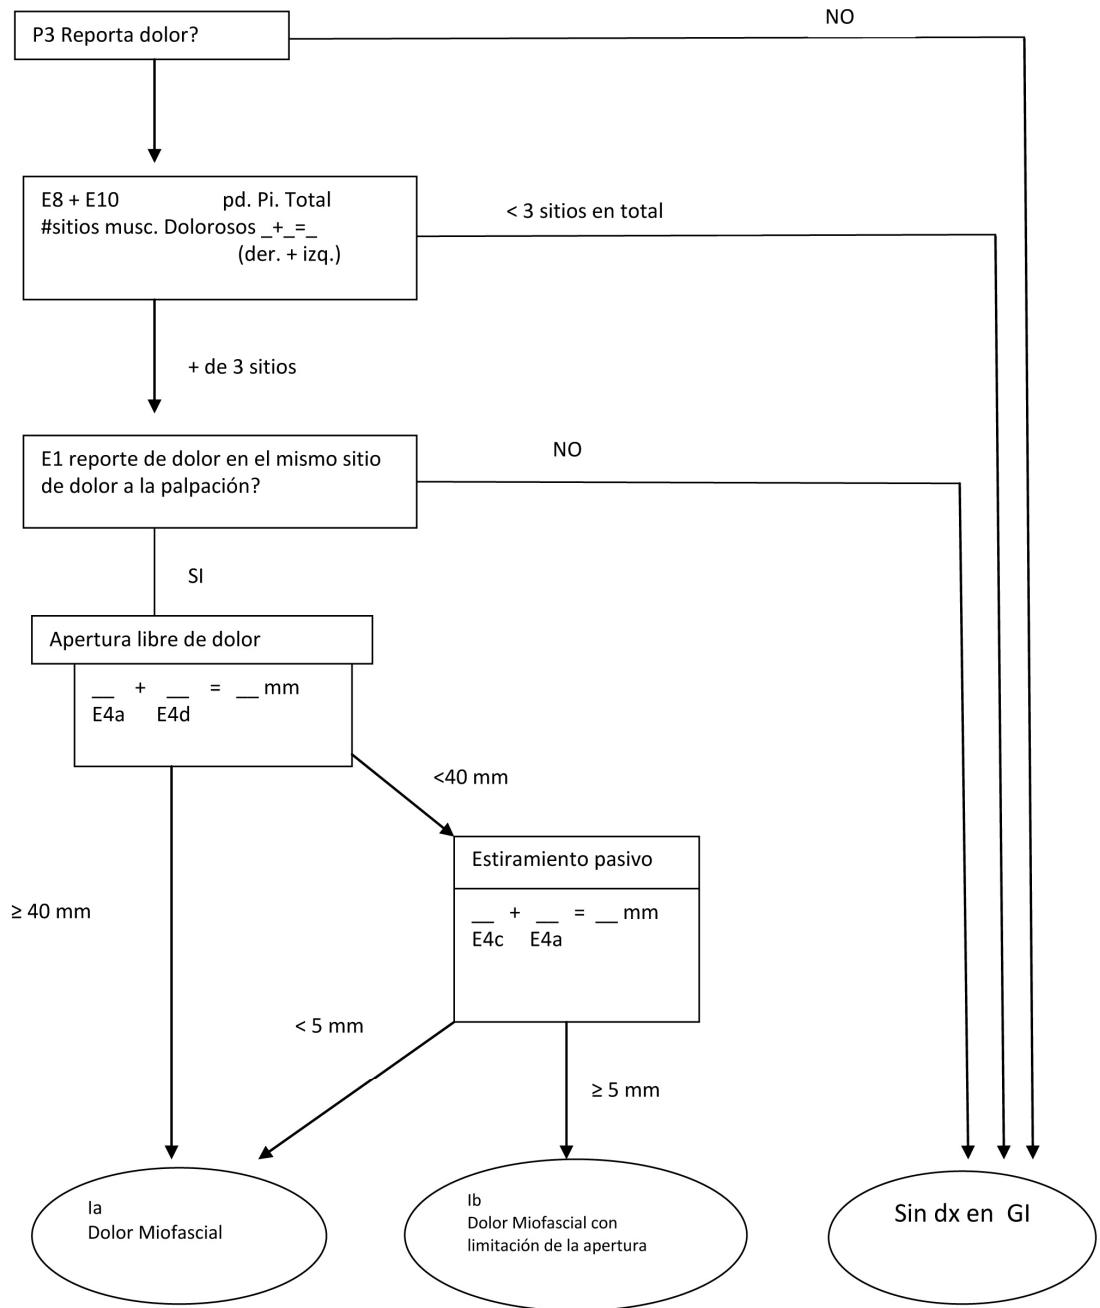 NO
P3 Reporta dolor?
E8 + E10 pd. Pi. Total
#sitios musc. Dolorosos _+_=_
(der. + izq.)
< 3 sitios en total
+ de 3 sitios
E1 reporte de dolor en el mismo sitio
de dolor a la palpación?
NO
SI
Apertura libre de dolor
__ + __ = __ mm
E4a E4d
<40 mm
Estiramiento pasivo
__ + __ = __ mm
E4c E4a
≥ 40 mm
< 5 mm
≥ 5 mm
Ia
Dolor Miofascial
Ib
Dolor Miofascial con
limitación de la apertura
Sin dx en GI